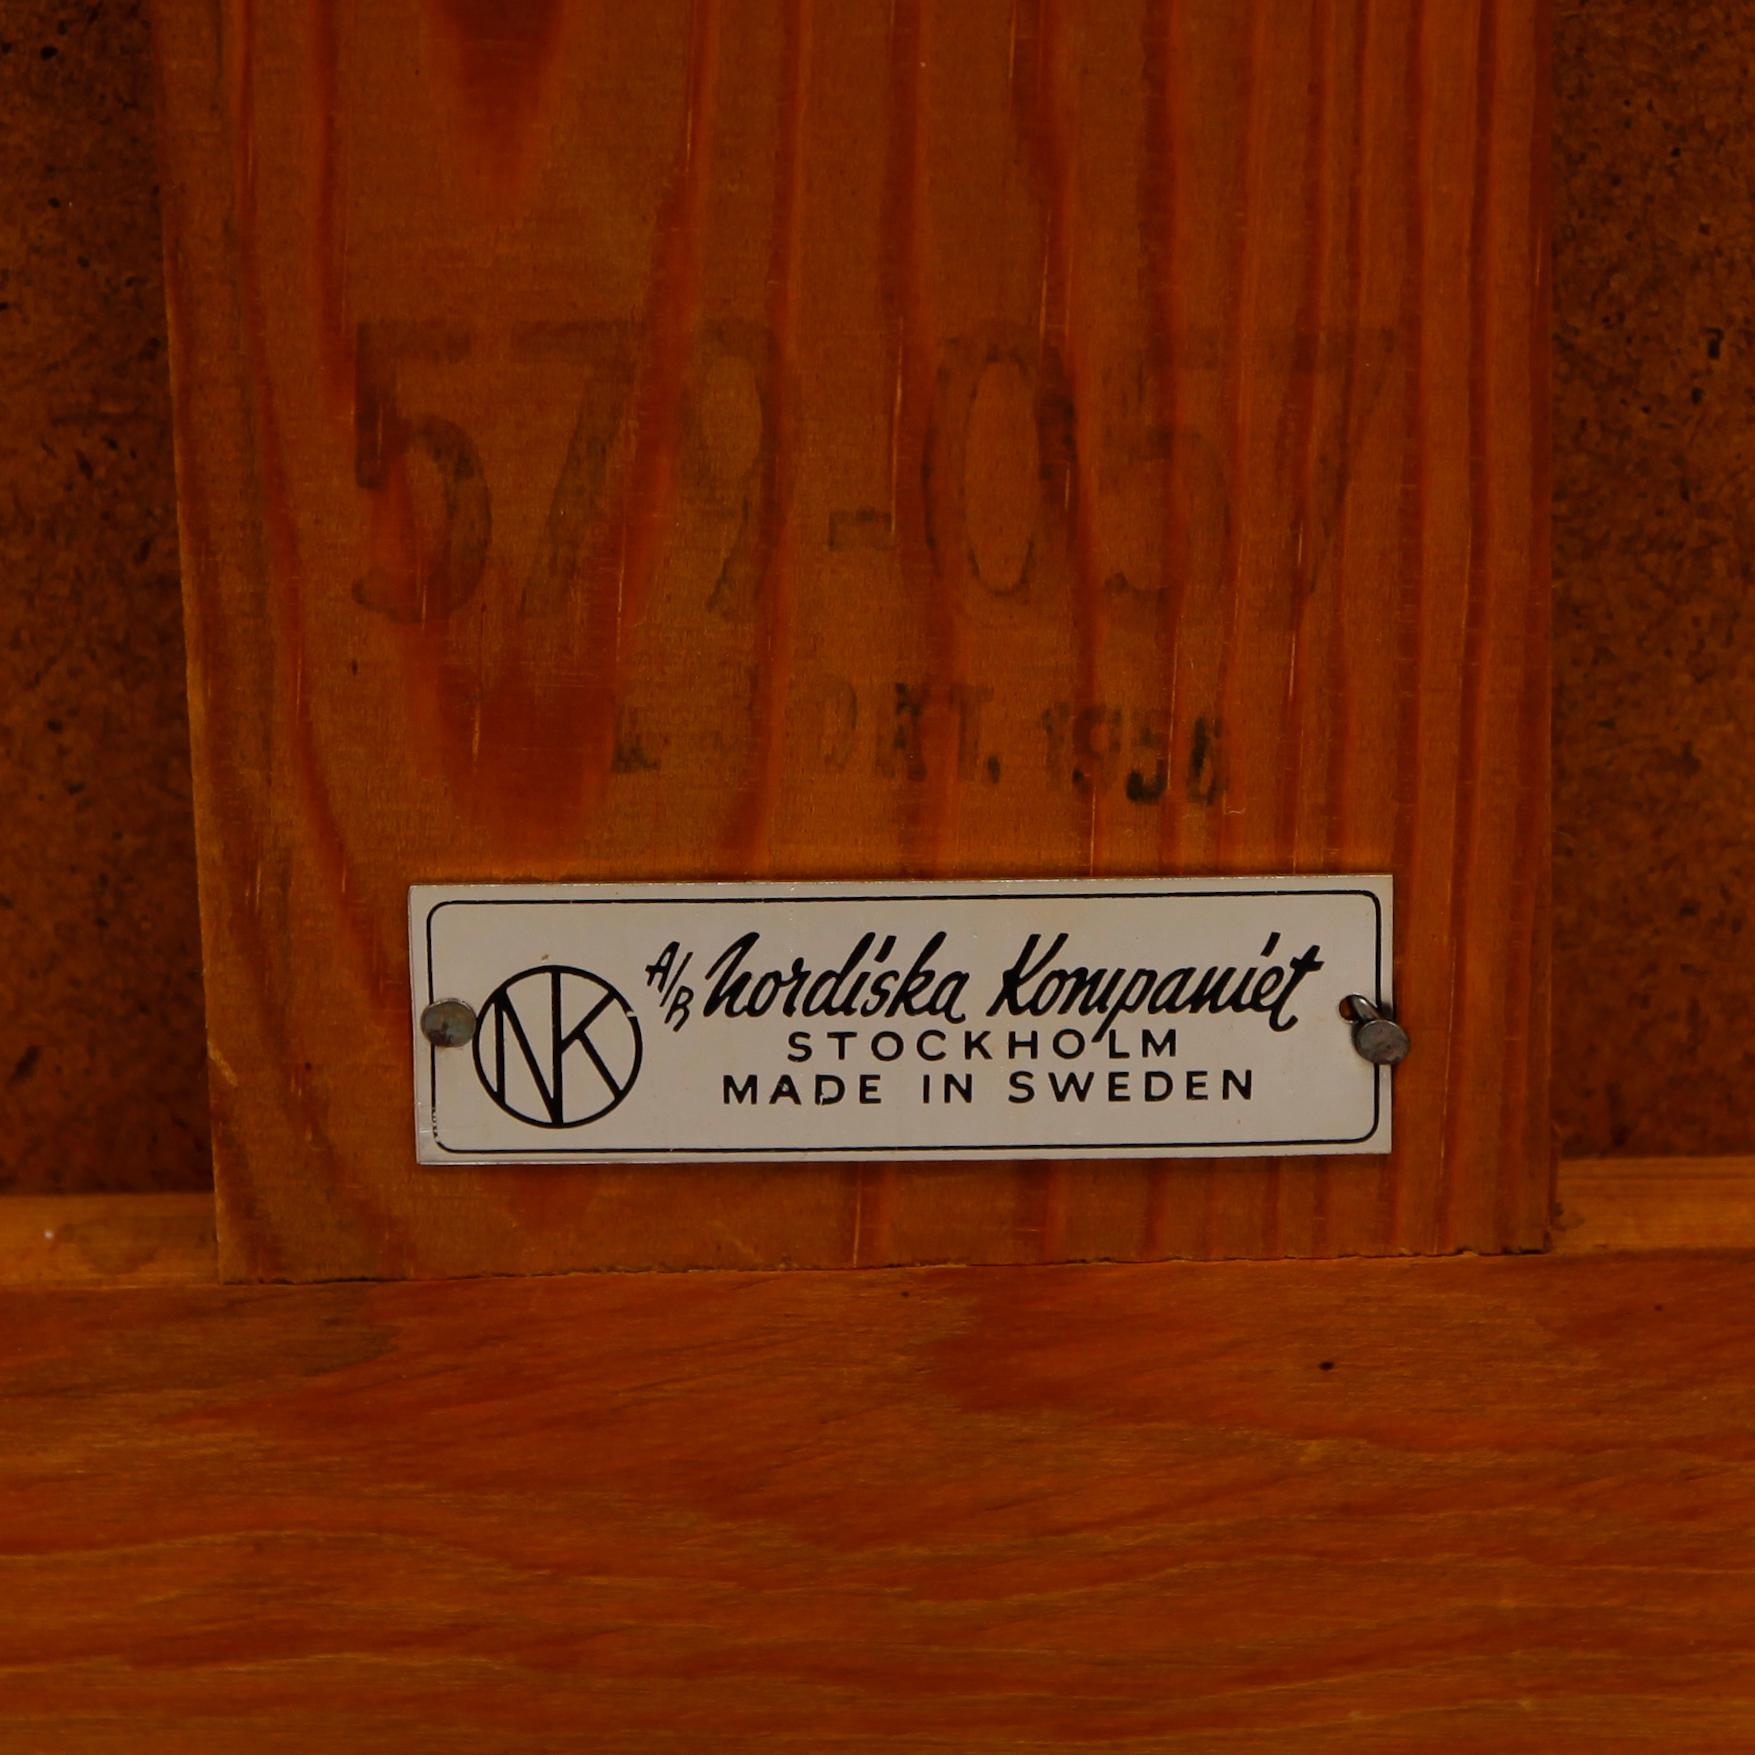 579-057
OKT. 1956
NK
A/B Nordiska Kompaniet
STOCKHOLM
MADE IN SWEDEN